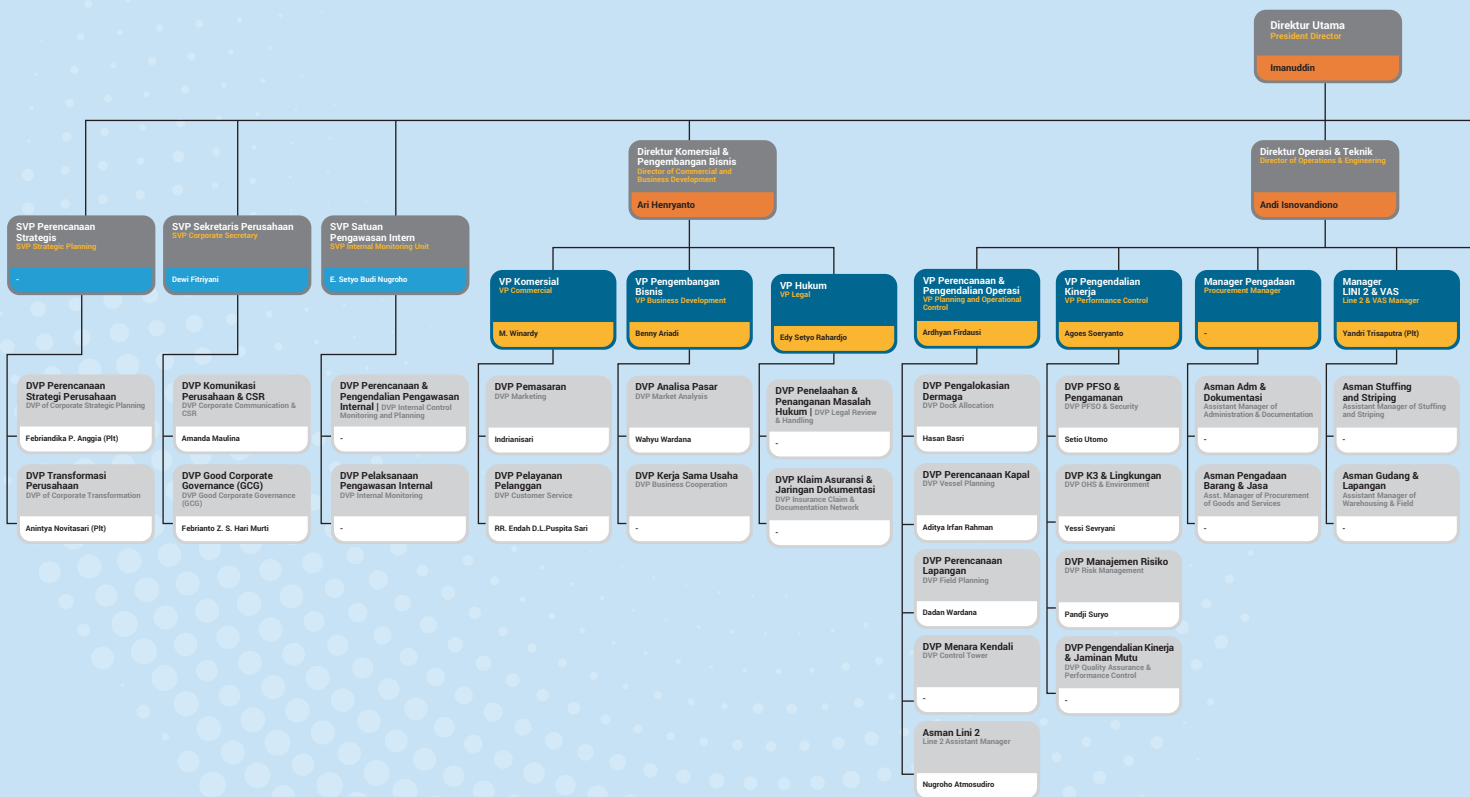 Direktur Utama
President Director
Imanuddin
Direktur Komersial &
Pengembangan Bisnis
Director of Commercial and
Business Development
Ari Henryanto
Direktur Operasi & Teknik
Director of Operations & Engineering
Andi Isnovandiono
SVP Perencanaan
Strategis
SVP Strategic Planning
-
SVP Sekretaris Perusahaan
SVP Corporate Secretary
Dewi Fitriyani
SVP Satuan
Pengawasan Intern
SVP Internal Monitoring Unit
E. Setyo Budi Nugroho
VP Komersial
VP Commercial
M. Winardy
VP Pengembangan
Bisnis
VP Business Development
Benny Ariadi
VP Hukum
VP Legal
Edy Setyo Rahardjo
VP Perencanaan &
Pengendalian Operasi
VP Planning and Operational
Control
Ardhyan Firdausi
VP Pengendalian
Kinerja
VP Performance Control
Agoes Soeryanto
Manager Pengadaan
Procurement Manager
-
Manager
LINI 2 & VAS
Line 2 & VAS Manager
Yandri Trisaputra (Plt)
DVP Perencanaan
Strategi Perusahaan
DVP of Corporate Strategic Planning
Febriandika P. Anggia (Plt)
DVP Komunikasi
Perusahaan & CSR
DVP Corporate Communication &
CSR
Amanda Maulina
DVP Perencanaan &
Pengendalian Pengawasan
Internal | DVP Internal Control
Monitoring and Planning
-
DVP Pemasaran
DVP Marketing
Indrianisari
DVP Analisa Pasar
DVP Market Analysis
Wahyu Wardana
DVP Penelaahan &
Penanganan Masalah
Hukum | DVP Legal Review
& Handling
-
DVP Pengalokasian
Dermaga
DVP Dock Allocation
Hasan Basri
DVP PFSO &
Pengamanan
DVP PFSO & Security
Setio Utomo
Asman Adm &
Dokumentasi
Assistant Manager of
Administration & Documentation
-
Asman Stuffing
and Striping
Assistant Manager of Stuffing
and Striping
-
DVP Transformasi
Perusahaan
DVP of Corporate Transformation
Anintya Novitasari (Plt)
DVP Good Corporate
Governance (GCG)
DVP Good Corporate Governance
(GCG)
Febrianto Z. S. Hari Murti
DVP Pelaksanaan
Pengawasan Internal
DVP Internal Monitoring
-
DVP Pelayanan
Pelanggan
DVP Customer Service
RR. Endah D.L.Puspita Sari
DVP Kerja Sama Usaha
DVP Business Cooperation
-
DVP Klaim Asuransi &
Jaringan Dokumentasi
DVP Insurance Claim &
Documentation Network
-
DVP Perencanaan Kapal
DVP Vessel Planning
Aditya Irfan Rahman
DVP K3 & Lingkungan
DVP OHS & Environment
Yessi Sevryani
Asman Pengadaan
Barang & Jasa
Asst. Manager of Procurement
of Goods and Services
-
Asman Gudang &
Lapangan
Assistant Manager of
Warehousing & Field
-
DVP Perencanaan
Lapangan
DVP Field Planning
Dadan Wardana
DVP Manajemen Risiko
DVP Risk Management
Pandji Suryo
DVP Menara Kendali
DVP Control Tower
-
DVP Pengendalian Kinerja
& Jaminan Mutu
DVP Quality Assurance &
Performance Control
-
Asman Lini 2
Line 2 Assistant Manager
Nugroho Atmosudiro